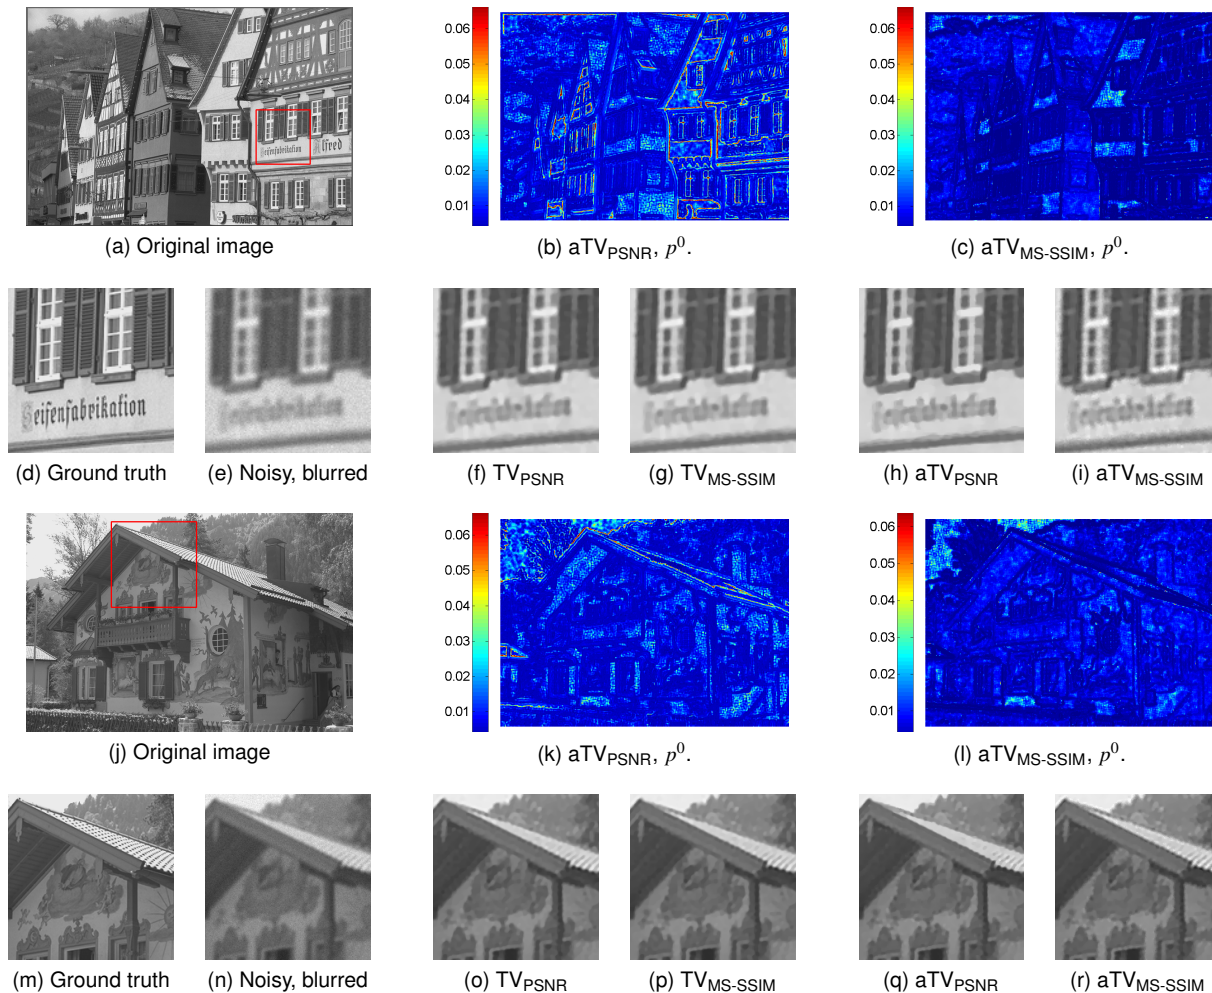 0.06
0.05
0.04
0.03
0.02
0.01
0.06
0.05
0.04
0.03
0.02
0.01
Alfred
(a) Original image
(b) aTV_PSNR, p^0.
(c) aTV_MS-SSIM, p^0.
Seifenfabrikation
(d) Ground truth
(e) Noisy, blurred
(f) TV_PSNR
(g) TV_MS-SSIM
(h) aTV_PSNR
(i) aTV_MS-SSIM
0.06
0.05
0.04
0.03
0.02
0.01
0.06
0.05
0.04
0.03
0.02
0.01
(j) Original image
(k) aTV_PSNR, p^0.
(l) aTV_MS-SSIM, p^0.
(m) Ground truth
(n) Noisy, blurred
(o) TV_PSNR
(p) TV_MS-SSIM
(q) aTV_PSNR
(r) aTV_MS-SSIM